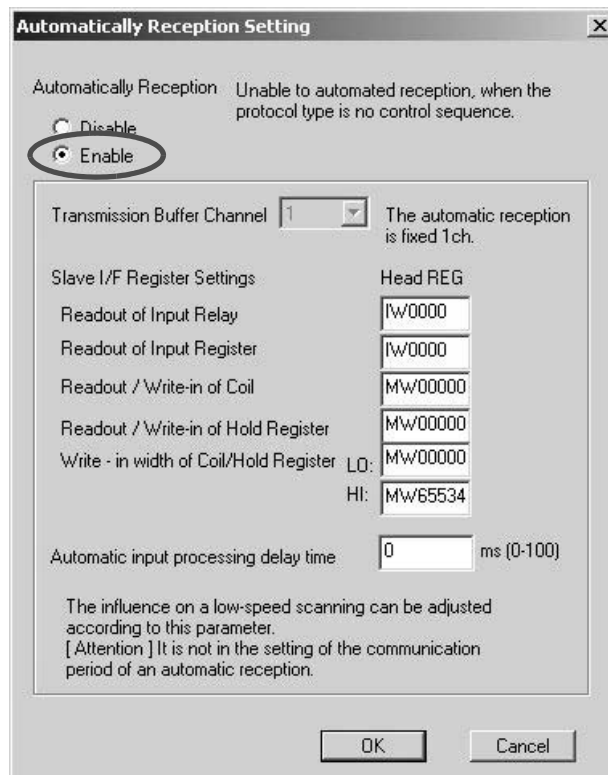 Automatically Reception Setting
Automatically Reception
Unable to automated reception, when the
protocol type is no control sequence.
Disable
Enable
Transmission Buffer Channel 1
The automatic reception
is fixed 1ch.
Slave I/F Register Settings Head REG
Readout of Input Relay IW0000
Readout of Input Register IW0000
Readout / Write-in of Coil MW00000
Readout / Write-in of Hold Register MW00000
Write - in width of Coil/Hold Register LO: MW00000
HI: MW65534
Automatic input processing delay time 0 ms (0-100)
The influence on a low-speed scanning can be adjusted
according to this parameter.
[ Attention ] It is not in the setting of the communication
period of an automatic reception.
OK Cancel